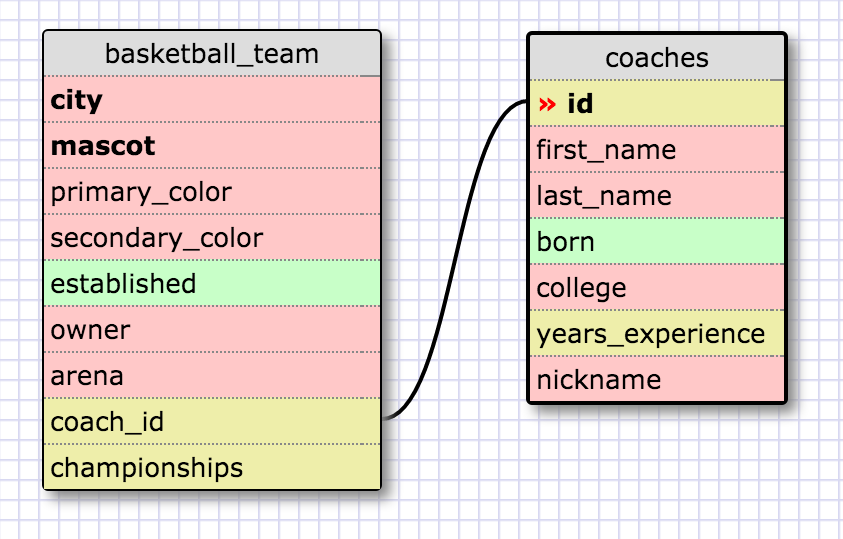 basketball_team
city
mascot
primary_color
secondary_color
established
owner
arena
coach_id
championships
coaches
» id
first_name
last_name
born
college
years_experience
nickname